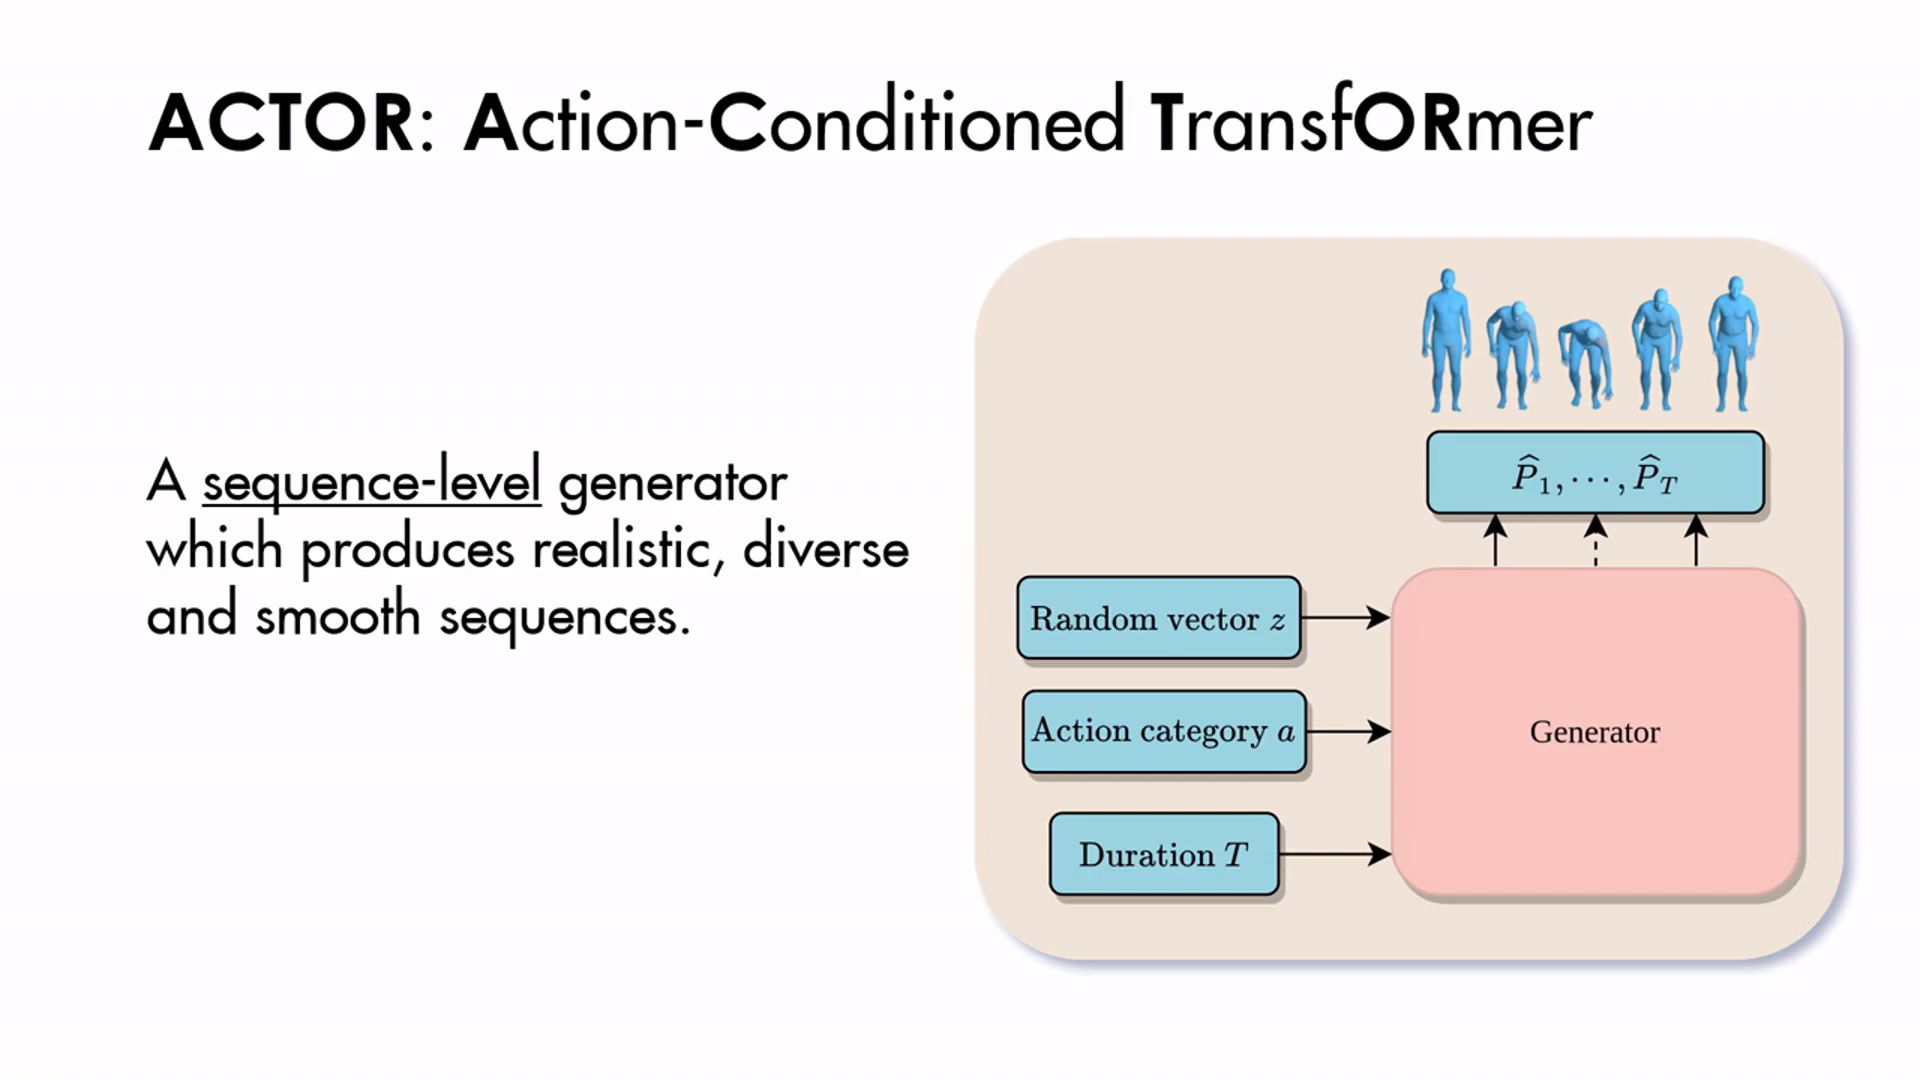 ACTOR: Action-Conditioned TransfORmer
A sequence-level generator
which produces realistic, diverse
and smooth sequences.
P̂₁, ⋯, P̂_T
Random vector z
Action category a
Duration T
Generator